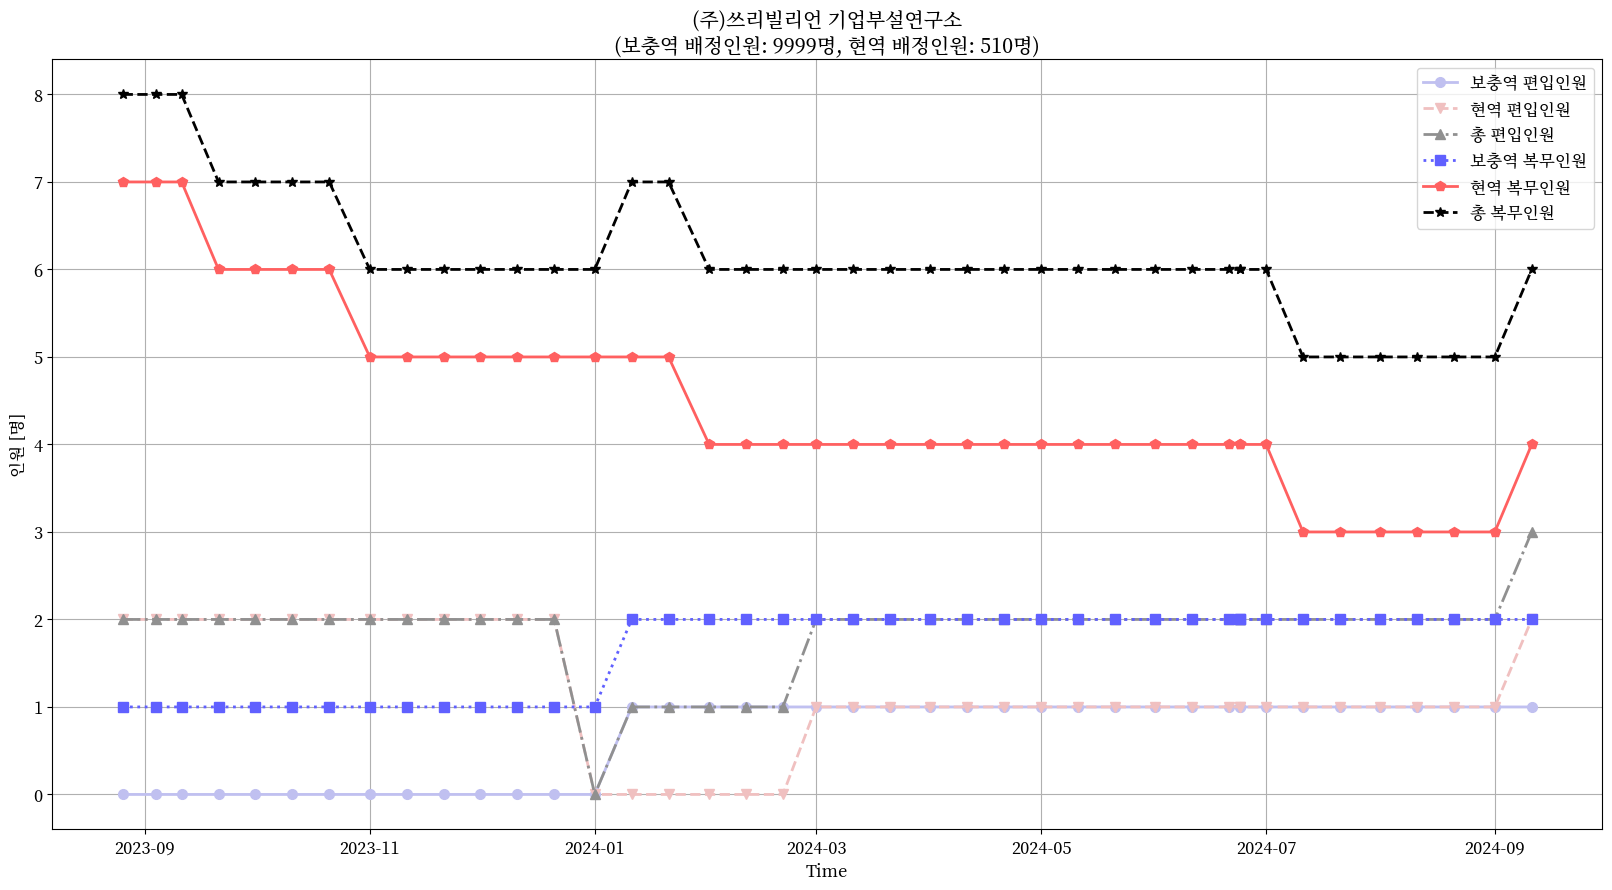 (주)쓰리빌리언 기업부설연구소
(보충역 배정인원: 9999명, 현역 배정인원: 510명)
보충역 편입인원
현역 편입인원
총 편입인원
보충역 복무인원
현역 복무인원
총 복무인원
인원 [명]
8
7
6
5
4
3
2
1
0
2023-09
2023-11
2024-01
2024-03
2024-05
2024-07
2024-09
Time